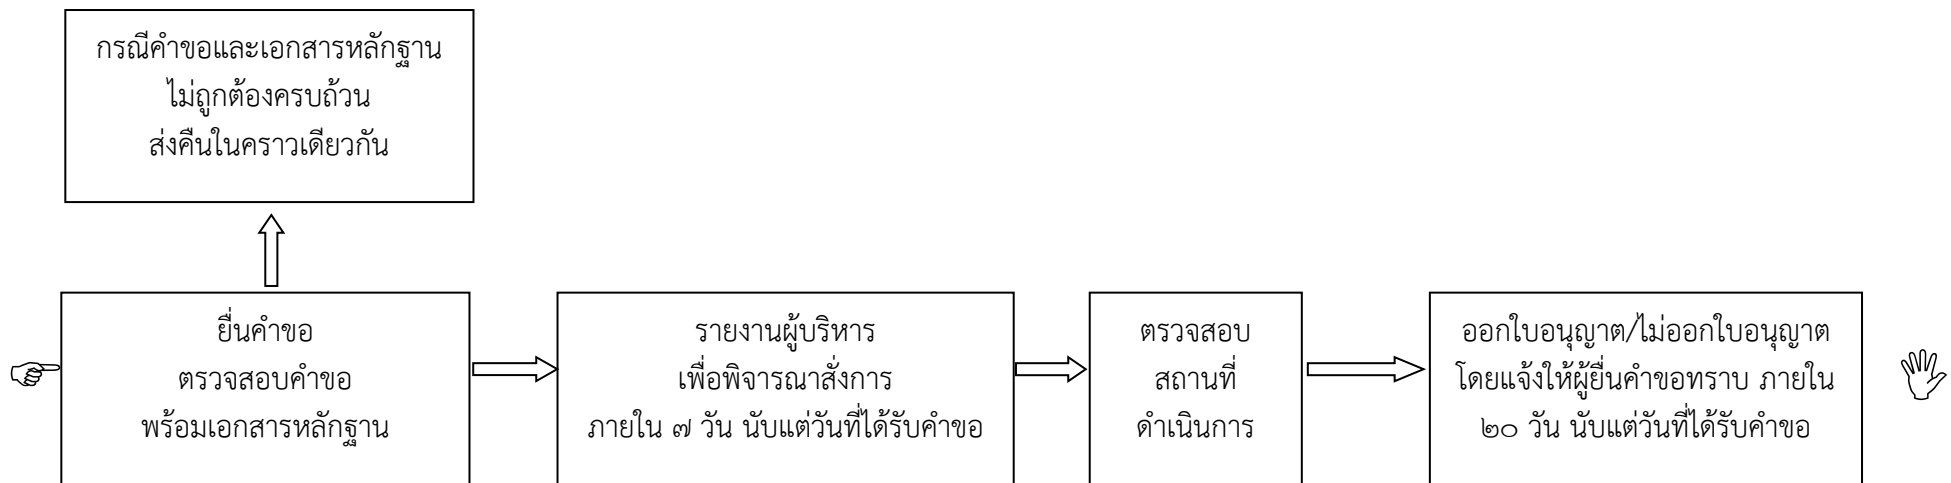 กรณีคำขอและเอกสารหลักฐาน
ไม่ถูกต้องครบถ้วน
ส่งคืนในคราวเดียวกัน
ยื่นคำขอ
ตรวจสอบคำขอ
พร้อมเอกสารหลักฐาน
รายงานผู้บริหาร
เพื่อพิจารณาสั่งการ
ภายใน ๗ วัน นับแต่วันที่ได้รับคำขอ
ตรวจสอบ
สถานที่
ดำเนินการ
ออกใบอนุญาต/ไม่ออกใบอนุญาต
โดยแจ้งให้ผู้ยื่นคำขอทราบ ภายใน
๒๐ วัน นับแต่วันที่ได้รับคำขอ